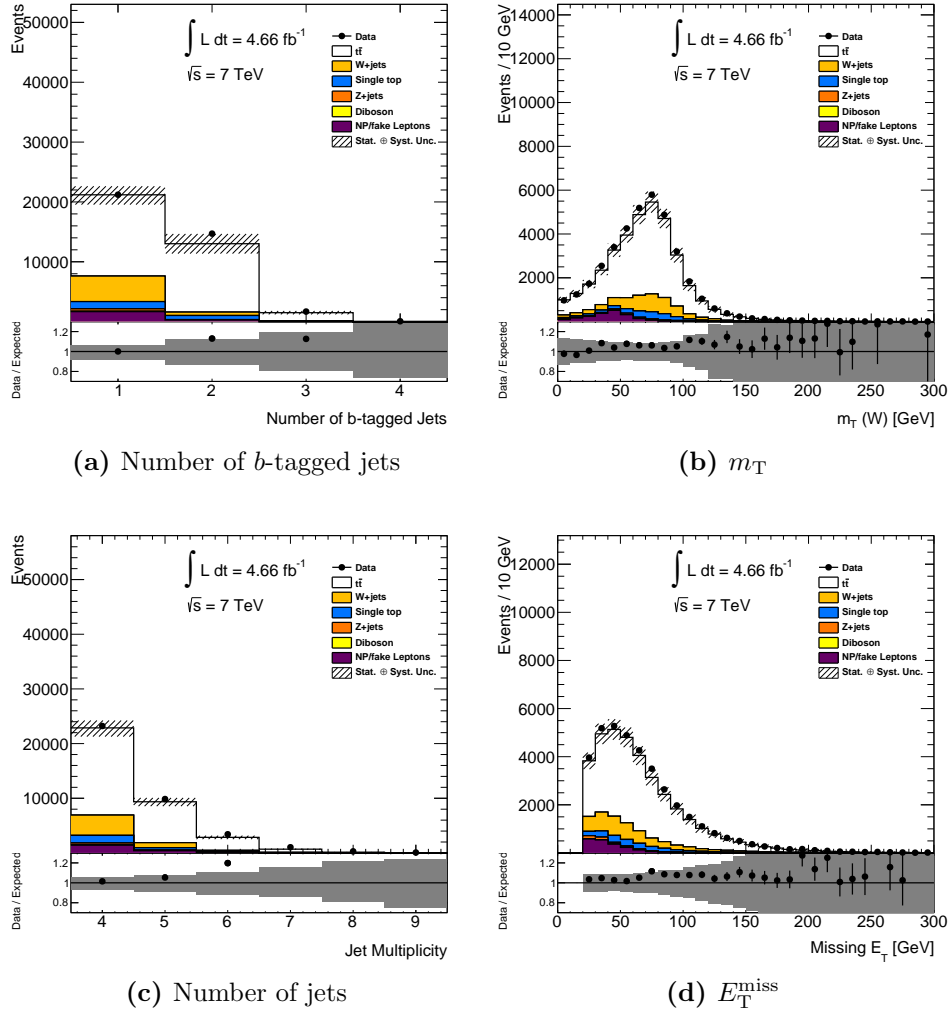 Events
50000
40000
30000
20000
10000
∫ L dt = 4.66 fb⁻¹
√s = 7 TeV
Data
tt̄
W+jets
Single top
Z+jets
Diboson
NP/fake Leptons
Stat. ⊕ Syst. Unc.
Data / Expected
1.2
1
0.8
1 2 3 4
Number of b-tagged Jets
(a) Number of b-tagged jets
Events / 10 GeV
14000
12000
10000
8000
6000
4000
2000
∫ L dt = 4.66 fb⁻¹
√s = 7 TeV
Data
tt̄
W+jets
Single top
Z+jets
Diboson
NP/fake Leptons
Stat. ⊕ Syst. Unc.
Data / Expected
1.2
1
0.8
0 50 100 150 200 250 300
m_T (W) [GeV]
(b) m_T
Events
50000
40000
30000
20000
10000
∫ L dt = 4.66 fb⁻¹
√s = 7 TeV
Data
tt̄
W+jets
Single top
Z+jets
Diboson
NP/fake Leptons
Stat. ⊕ Syst. Unc.
Data / Expected
1.2
1
0.8
4 5 6 7 8 9
Jet Multiplicity
(c) Number of jets
Events / 10 GeV
12000
10000
8000
6000
4000
2000
∫ L dt = 4.66 fb⁻¹
√s = 7 TeV
Data
tt̄
W+jets
Single top
Z+jets
Diboson
NP/fake Leptons
Stat. ⊕ Syst. Unc.
Data / Expected
1.2
1
0.8
0 50 100 150 200 250 300
Missing E_T [GeV]
(d) E_T^miss